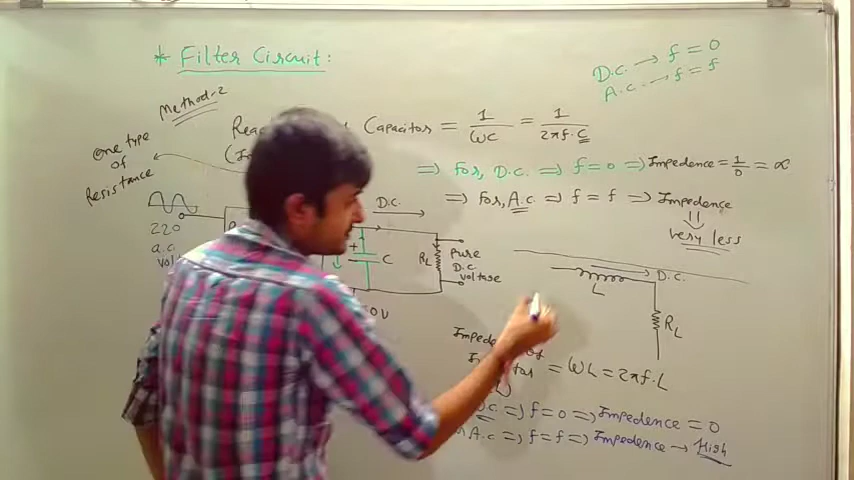 * Filter Circuit:
D.C. → f = 0
A.C. → f = f
Method-2
one type
of
Resistance
Capacitor = 1/ωC = 1/2πf.C
⇒ For, D.C. ⇒ f=0 ⇒ Impedence = 1/0 = ∝
⇒ For, A.C. ⇒ f = f ⇒ Impedence
very less
220
a.c.
D.C.
+
C
RL
Pure
D.C.
voltage
D.C.
L
RL
= ωL = 2πf.L
D.C. ⇒ f=0 ⇒ Impedence = 0
A.C ⇒ f=f ⇒ Impedence → High